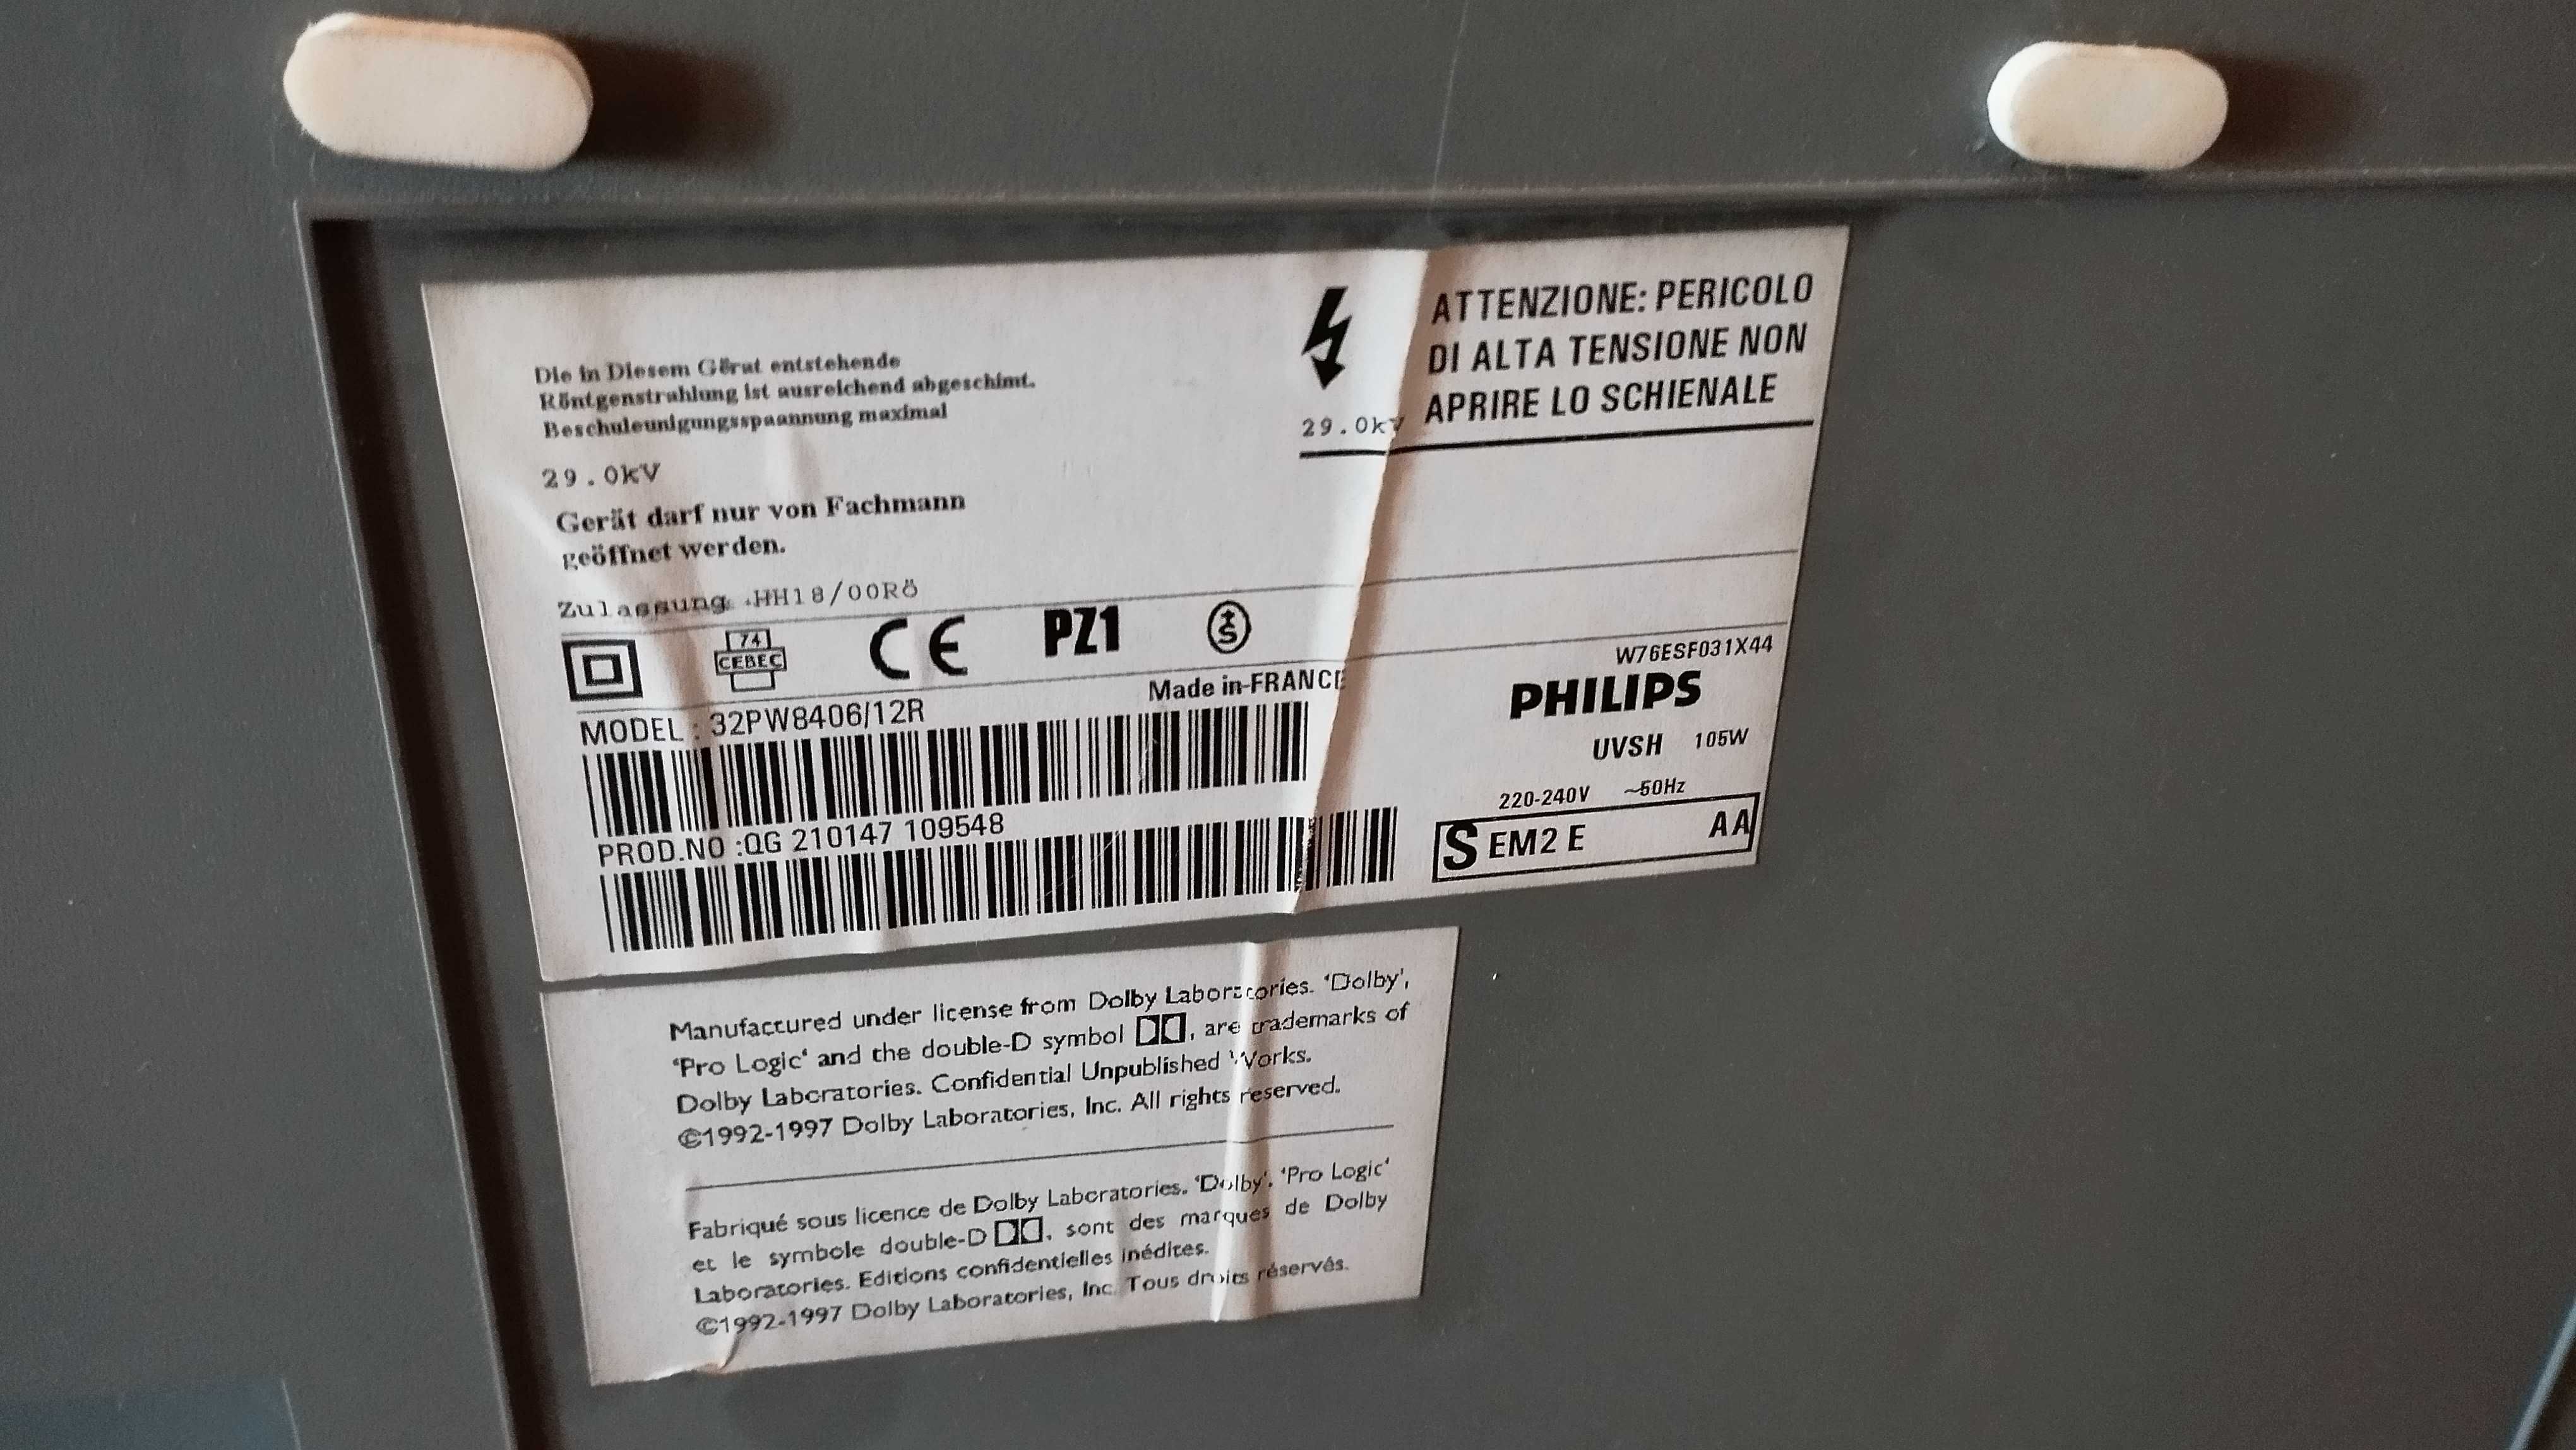 Die in Diesem Gërat entstehende
Röntgenstrahlung ist ausreichend abgeschimt.
Beschuleunigungsspaannung maximal
29.0kV
Gerät darf nur von Fachmann
geöffnet werden.
Zulassung HH18/00RÖ
29.0kV
ATTENZIONE: PERICOLO
DI ALTA TENSIONE NON
APRIRE LO SCHIENALE
74
CEBEC
CE
PZ1
S
MODEL : 32PW8406/12R
Made in-FRANCE
PROD.NO :QG 210147 109548
W76ESF031X44
PHILIPS
UVSH 105W
220-240V ~50Hz
S EM2 E AA
Manufactured under license from Dolby Laboratories. 'Dolby',
'Pro Logic' and the double-D symbol, are trademarks of
Dolby Laboratories. Confidential Unpublished Works.
©1992-1997 Dolby Laboratories, Inc. All rights reserved.
Fabriqué sous licence de Dolby Laboratories. 'Dolby', 'Pro Logic'
et le symbole double-D, sont des marques de Dolby
Laboratories. Editions confidentielles inédites.
©1992-1997 Dolby Laboratories, Inc. Tous droits réservés.